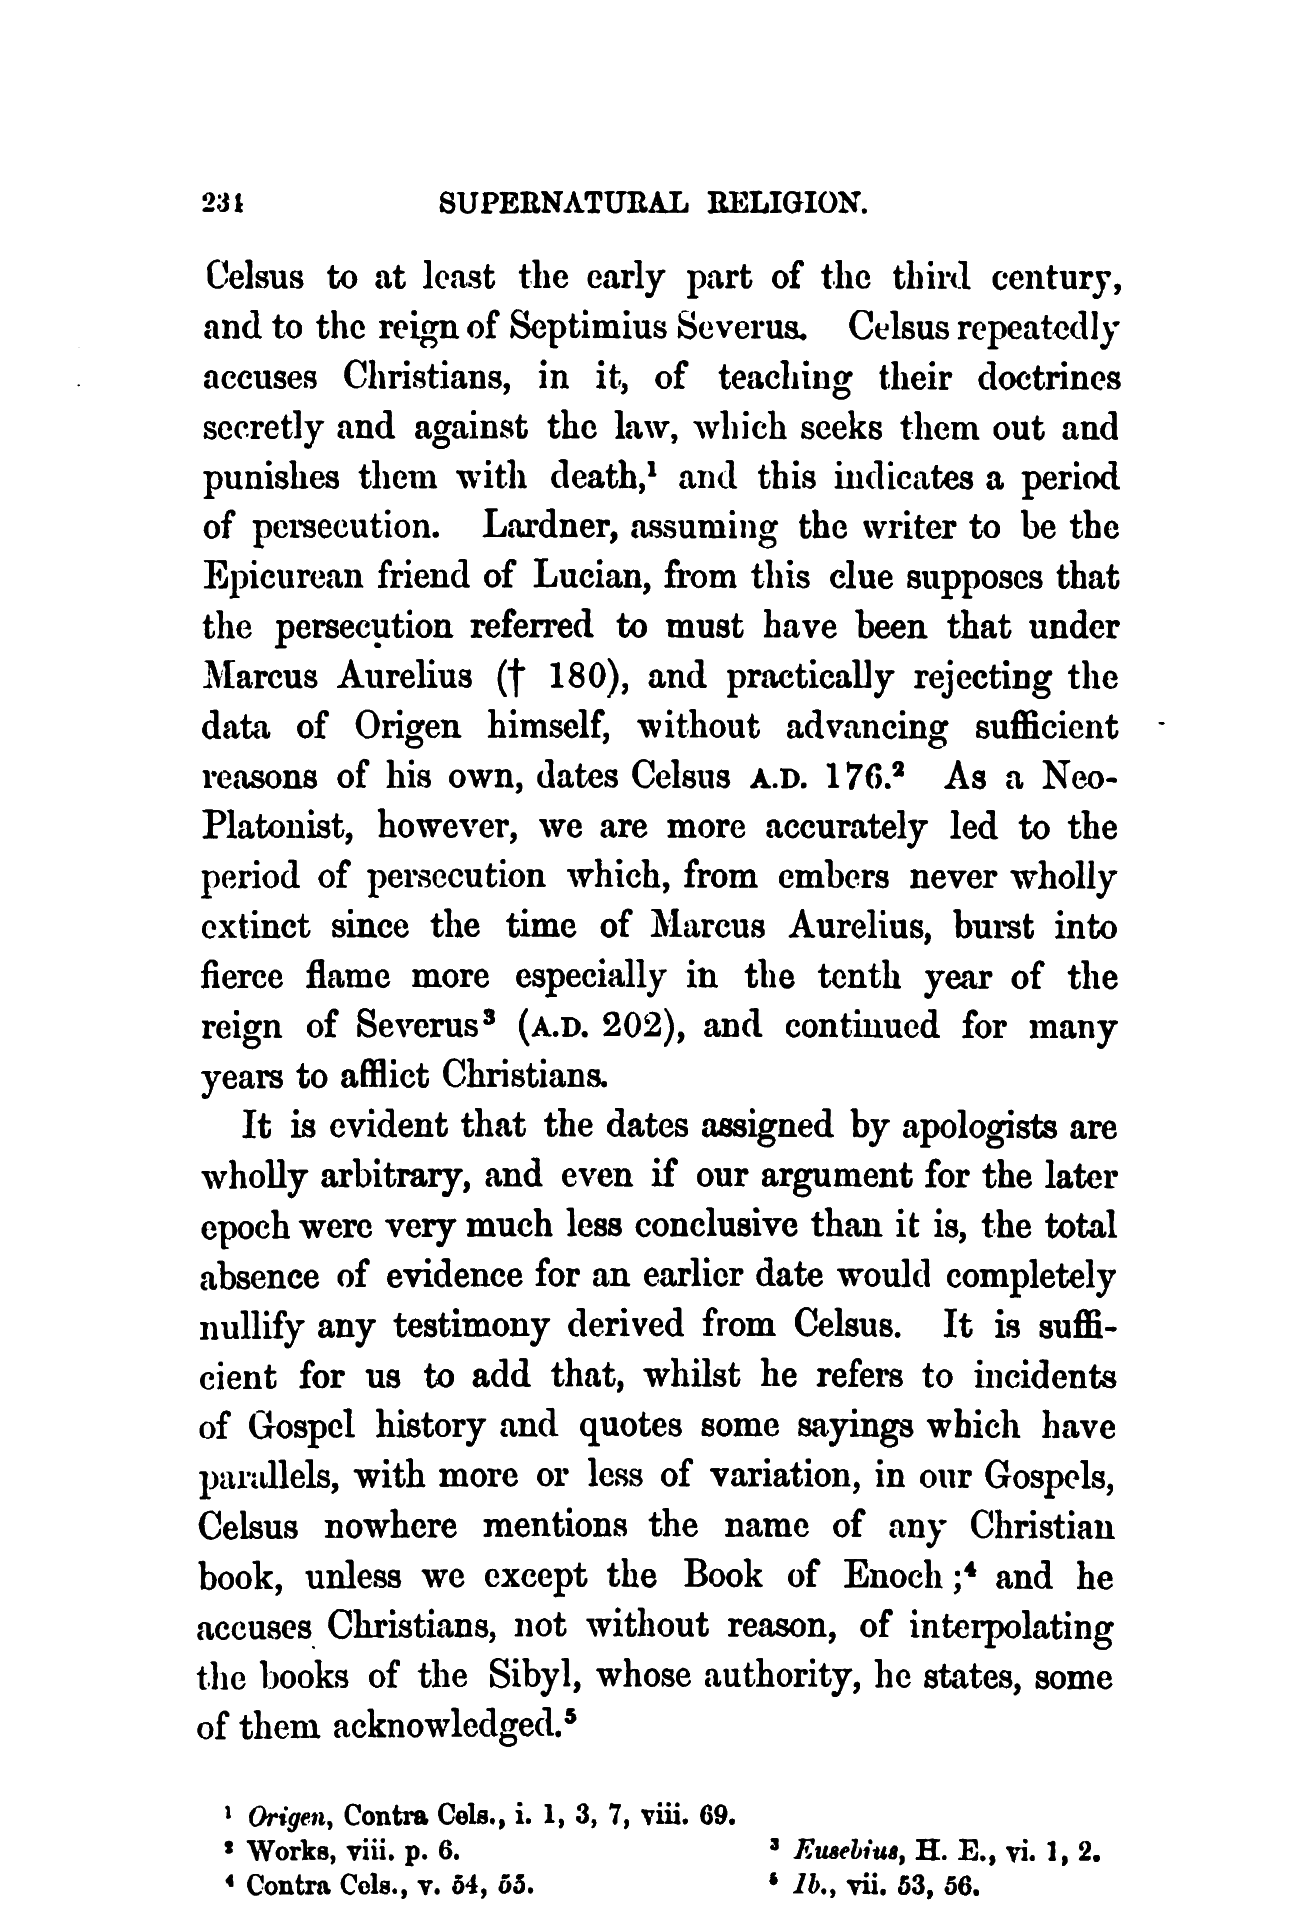 234 SUPERNATURAL RELIGION.
Celsus to at least the early part of the third century,
and to the reign of Septimius Severus. Celsus repeatedly
accuses Christians, in it, of teaching their doctrines
secretly and against the law, which seeks them out and
punishes them with death,¹ and this indicates a period
of persecution. Lardner, assuming the writer to be the
Epicurean friend of Lucian, from this clue supposes that
the persecution referred to must have been that under
Marcus Aurelius († 180), and practically rejecting the
data of Origen himself, without advancing sufficient
reasons of his own, dates Celsus A.D. 176.² As a Neo-
Platonist, however, we are more accurately led to the
period of persecution which, from embers never wholly
extinct since the time of Marcus Aurelius, burst into
fierce flame more especially in the tenth year of the
reign of Severus³ (A.D. 202), and continued for many
years to afflict Christians.
It is evident that the dates assigned by apologists are
wholly arbitrary, and even if our argument for the later
epoch were very much less conclusive than it is, the total
absence of evidence for an earlier date would completely
nullify any testimony derived from Celsus. It is suffi-
cient for us to add that, whilst he refers to incidents
of Gospel history and quotes some sayings which have
parallels, with more or less of variation, in our Gospels,
Celsus nowhere mentions the name of any Christian
book, unless we except the Book of Enoch ;⁴ and he
accuses Christians, not without reason, of interpolating
the books of the Sibyl, whose authority, he states, some
of them acknowledged.⁵
¹ Origen, Contra Cels., i. 1, 3, 7, viii. 69.
² Works, viii. p. 6. ³ Eusebius, H. E., vi. 1, 2.
⁴ Contra Cels., v. 54, 55. ⁵ Ib., vii. 53, 56.